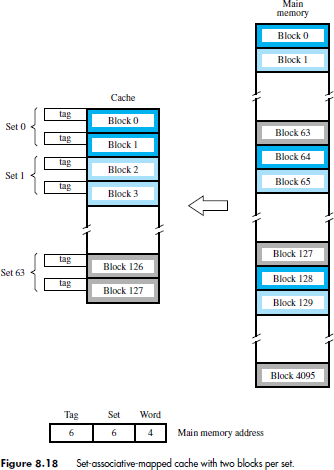 Main
memory
Block 0
Block 1
Cache
tag
Block 0
Set 0
tag
Block 1
Block 63
tag
Block 2
Block 64
Set 1
tag
Block 3
Block 65
tag
Block 126
Block 127
Set 63
tag
Block 127
Block 128
Block 129
Block 4095
Tag Set Word
6 6 4 Main memory address
Figure 8.18 Set-associative-mapped cache with two blocks per set.